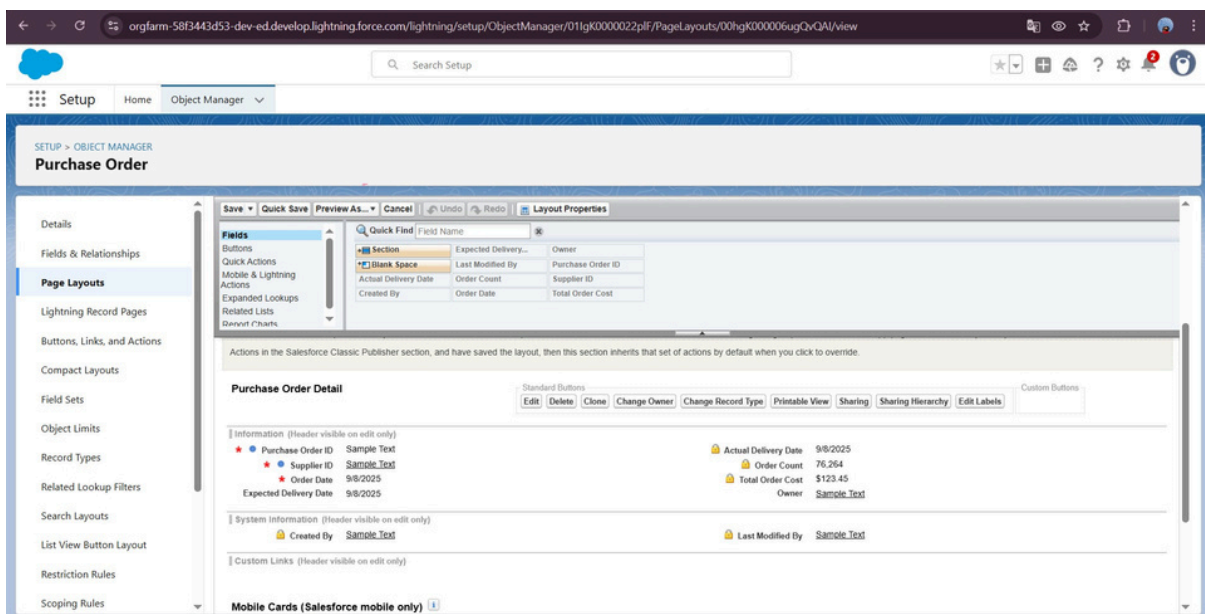 orgfarm-58f3443d53-dev-ed.develop.lightning.force.com/lightning/setup/ObjectManager/01IgK0000022plF/PageLayouts/00hgK000006ugQvQAI/view
Search Setup
2
Setup Home Object Manager
SETUP > OBJECT MANAGER
Purchase Order
Details
Fields & Relationships
Page Layouts
Lightning Record Pages
Buttons, Links, and Actions
Compact Layouts
Field Sets
Object Limits
Record Types
Related Lookup Filters
Search Layouts
List View Button Layout
Restriction Rules
Scoping Rules
Save Quick Save Preview As... Cancel Undo Redo Layout Properties
Fields
Buttons
Quick Actions
Mobile & Lightning
Actions
Expanded Lookups
Related Lists
Report Charts
Quick Find Field Name
Section Expected Delivery... Owner
Blank Space Last Modified By Purchase Order ID
Actual Delivery Date Order Count Supplier ID
Created By Order Date Total Order Cost
Actions in the Salesforce Classic Publisher section, and have saved the layout, then this section inherits that set of actions by default when you click to override.
Purchase Order Detail
Standard Buttons
Edit Delete Clone Change Owner Change Record Type Printable View Sharing Sharing Hierarchy Edit Labels
Custom Buttons
Information (Header visible on edit only)
Purchase Order ID Sample Text Actual Delivery Date 9/8/2025
Supplier ID Sample Text Order Count 76,264
Order Date 9/8/2025 Total Order Cost $123.45
Expected Delivery Date 9/8/2025 Owner Sample Text
System Information (Header visible on edit only)
Created By Sample Text Last Modified By Sample Text
Custom Links (Header visible on edit only)
Mobile Cards (Salesforce mobile only) i